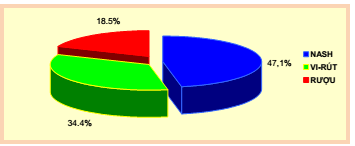 18.5%
47,1%
34.4%
NASH
VI-RÚT
RƯỢU